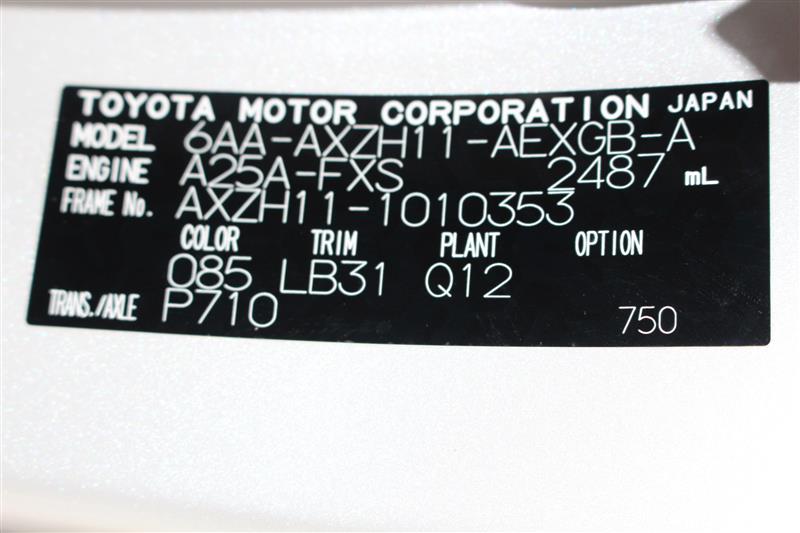 TOYOTA MOTOR CORPORATION JAPAN
MODEL 6AA-AXZH11-AEXGB-A
ENGINE A25A-FXS 2487 mL
FRAME No. AXZH11-1010353
COLOR TRIM PLANT OPTION
085 LB31 Q12
TRANS./AXLE P710 750